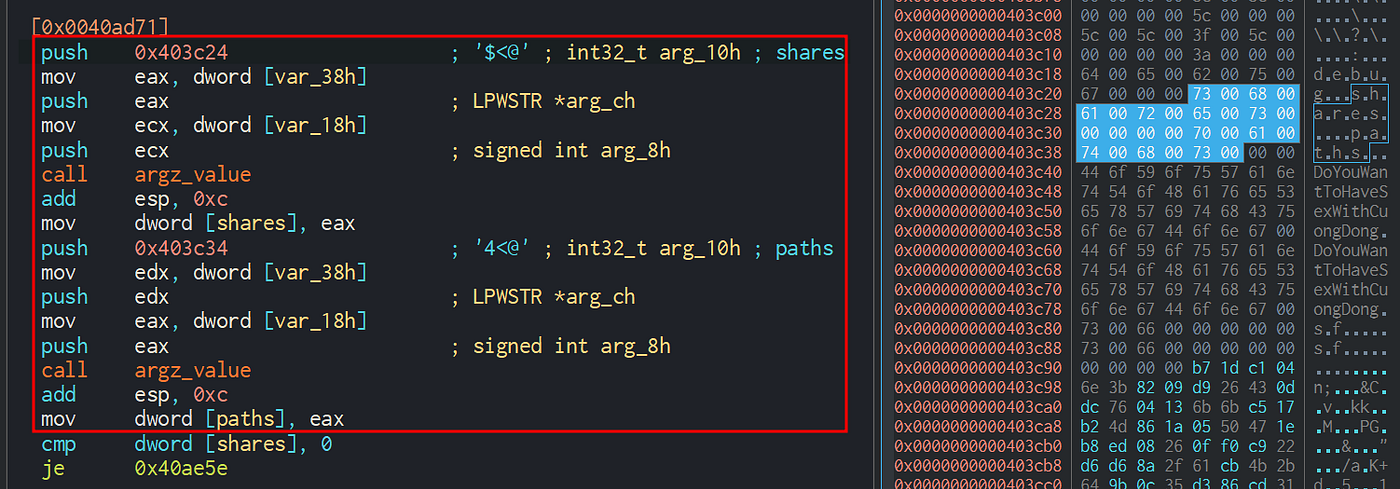 [0x0040ad71]
push 0x403c24 ; '$<@' ; int32_t arg_10h ; shares
mov eax, dword [var_38h]
push eax ; LPWSTR *arg_ch
mov ecx, dword [var_18h]
push ecx ; signed int arg_8h
call argz_value
add esp, 0xc
mov dword [shares], eax
push 0x403c34 ; '4<@' ; int32_t arg_10h ; paths
mov edx, dword [var_38h]
push edx ; LPWSTR *arg_ch
mov eax, dword [var_18h]
push eax ; signed int arg_8h
call argz_value
add esp, 0xc
mov dword [paths], eax
cmp dword [shares], 0
je 0x40ae5e
0x0000000000403c00 00 00 00 00 5c 00 00 00 ....\...
0x0000000000403c08 5c 00 5c 00 3f 00 5c 00 \.\.?.\.
0x0000000000403c10 00 00 00 00 3a 00 00 00 ....:...
0x0000000000403c18 64 00 65 00 62 00 75 00 d.e.b.u.
0x0000000000403c20 67 00 00 00 73 00 68 00 g...s.h.
0x0000000000403c28 61 00 72 00 65 00 73 00 a.r.e.s.
0x0000000000403c30 00 00 00 00 70 00 61 00 ....p.a.
0x0000000000403c38 74 00 68 00 73 00 00 00 t.h.s...
0x0000000000403c40 44 6f 59 6f 75 57 61 6e DoYouWan
0x0000000000403c48 74 54 6f 48 61 76 65 53 tToHaveS
0x0000000000403c50 65 78 57 69 74 68 43 75 exWithCu
0x0000000000403c58 6f 6e 67 44 6f 6e 67 00 ongDong.
0x0000000000403c60 44 6f 59 6f 75 57 61 6e DoYouWan
0x0000000000403c68 74 54 6f 48 61 76 65 53 tToHaveS
0x0000000000403c70 65 78 57 69 74 68 43 75 exWithCu
0x0000000000403c78 6f 6e 67 44 6f 6e 67 00 ongDong.
0x0000000000403c80 73 00 66 00 00 00 00 00 s.f.....
0x0000000000403c88 73 00 66 00 00 00 00 00 s.f.....
0x0000000000403c90 00 00 00 00 b7 1d c1 04 ........
0x0000000000403c98 6e 3b 82 09 d9 26 43 0d n;...&C.
0x0000000000403ca0 dc 76 04 13 6b 6b c5 17 .v..kk..
0x0000000000403ca8 b2 4d 86 1a 05 50 47 1e .M...PG.
0x0000000000403cb0 b8 ed 08 26 0f f0 c9 22 ...&..."
0x0000000000403cb8 d6 d6 8a 2f 61 cb 4b 2b .../a.K+
0x0000000000403cc0 64 9b 0c 35 d3 86 cd 31 d..5...1